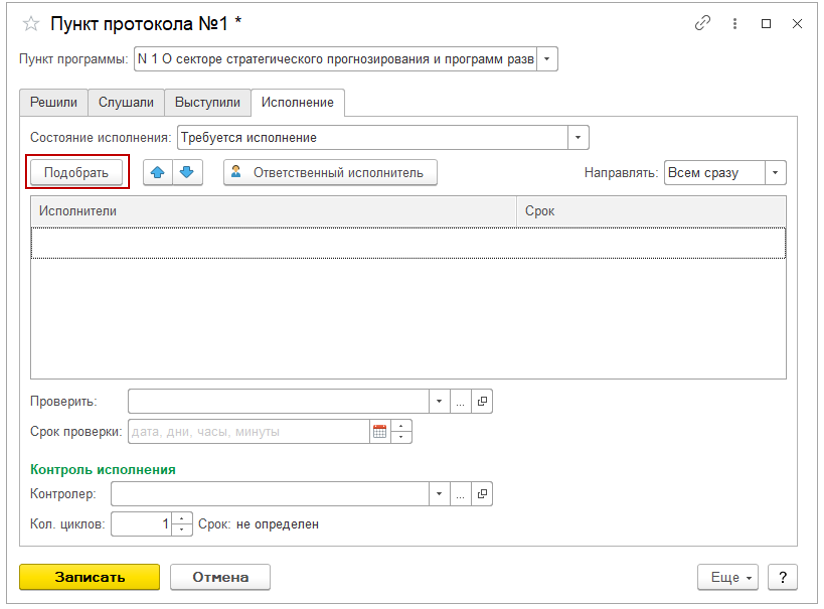 Пункт протокола №1 *
Пункт программы: N 1 О секторе стратегического прогнозирования и программ разв
Решили Слушали Выступили Исполнение
Состояние исполнения: Требуется исполнение
Подобрать Ответственный исполнитель Направлять: Всем сразу
Исполнители Срок
Проверить: ...
Срок проверки: дата, дни, часы, минуты
Контроль исполнения
Контролер: ...
Кол. циклов: 1 Срок: не определен
Записать Отмена Еще ?